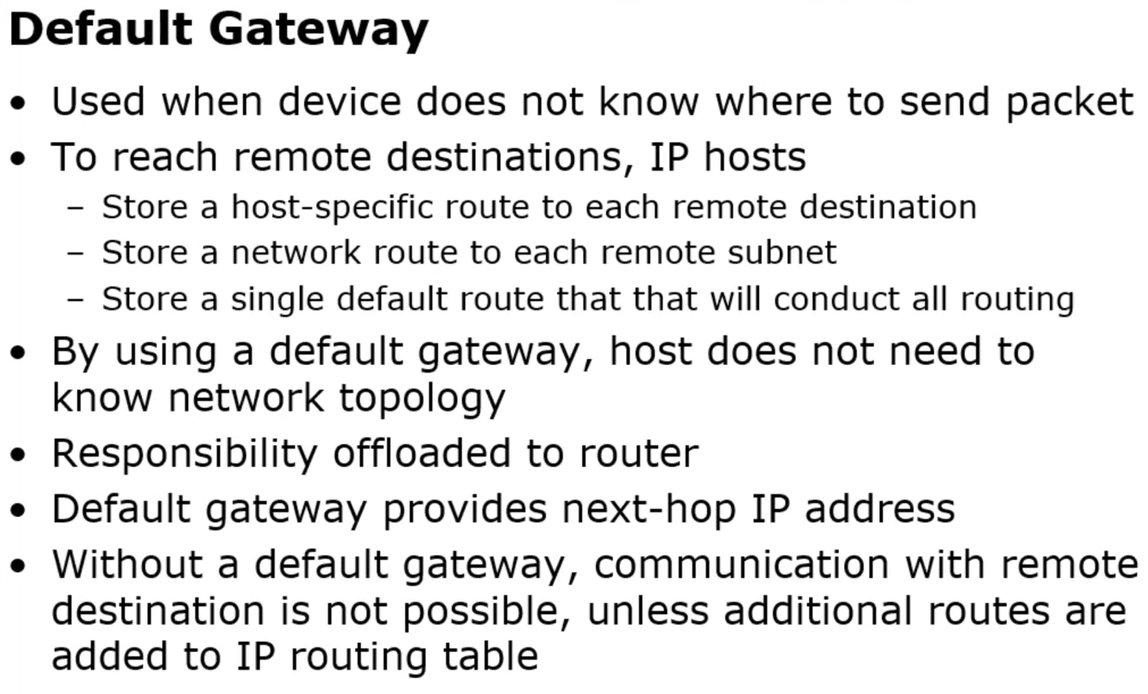 Default Gateway
• Used when device does not know where to send packet
• To reach remote destinations, IP hosts
– Store a host-specific route to each remote destination
– Store a network route to each remote subnet
– Store a single default route that that will conduct all routing
• By using a default gateway, host does not need to
know network topology
• Responsibility offloaded to router
• Default gateway provides next-hop IP address
• Without a default gateway, communication with remote
destination is not possible, unless additional routes are
added to IP routing table